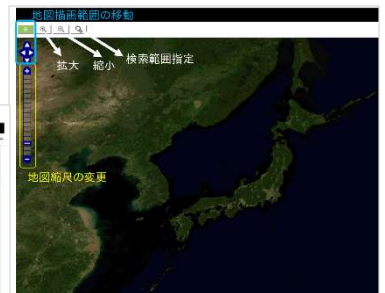 地図描画範囲の移動
拡大
縮小
検索範囲指定
地図縮尺の変更